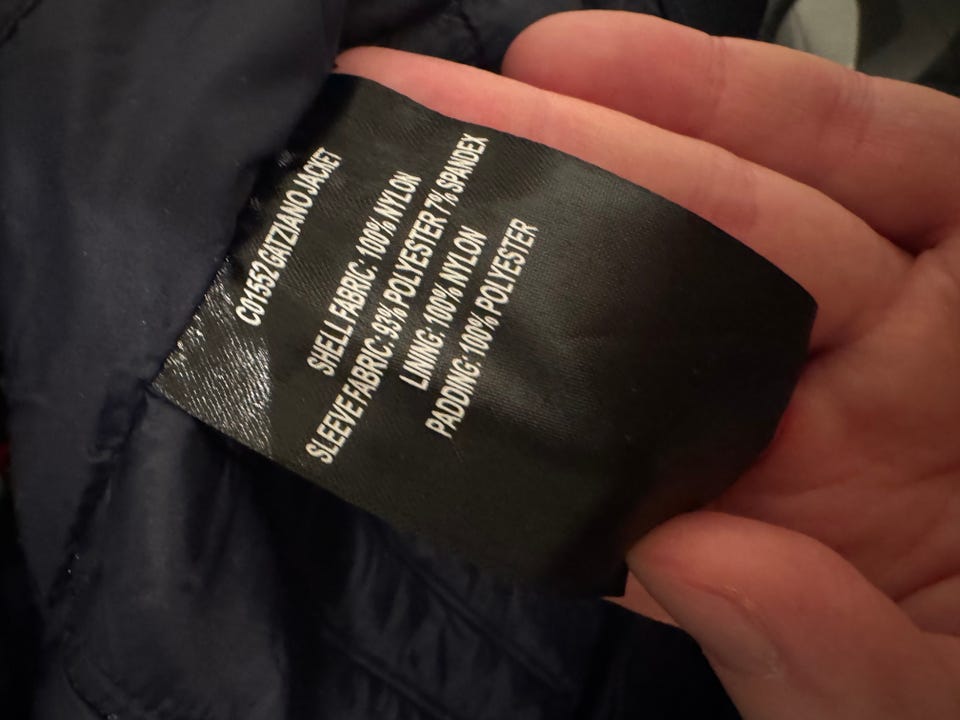 C01552 GATZIANO JACKET
SHELL FABRIC: 100% NYLON
SLEEVE FABRIC: 93% POLYESTER 7% SPANDEX
LINING: 100% NYLON
PADDING: 100% POLYESTER